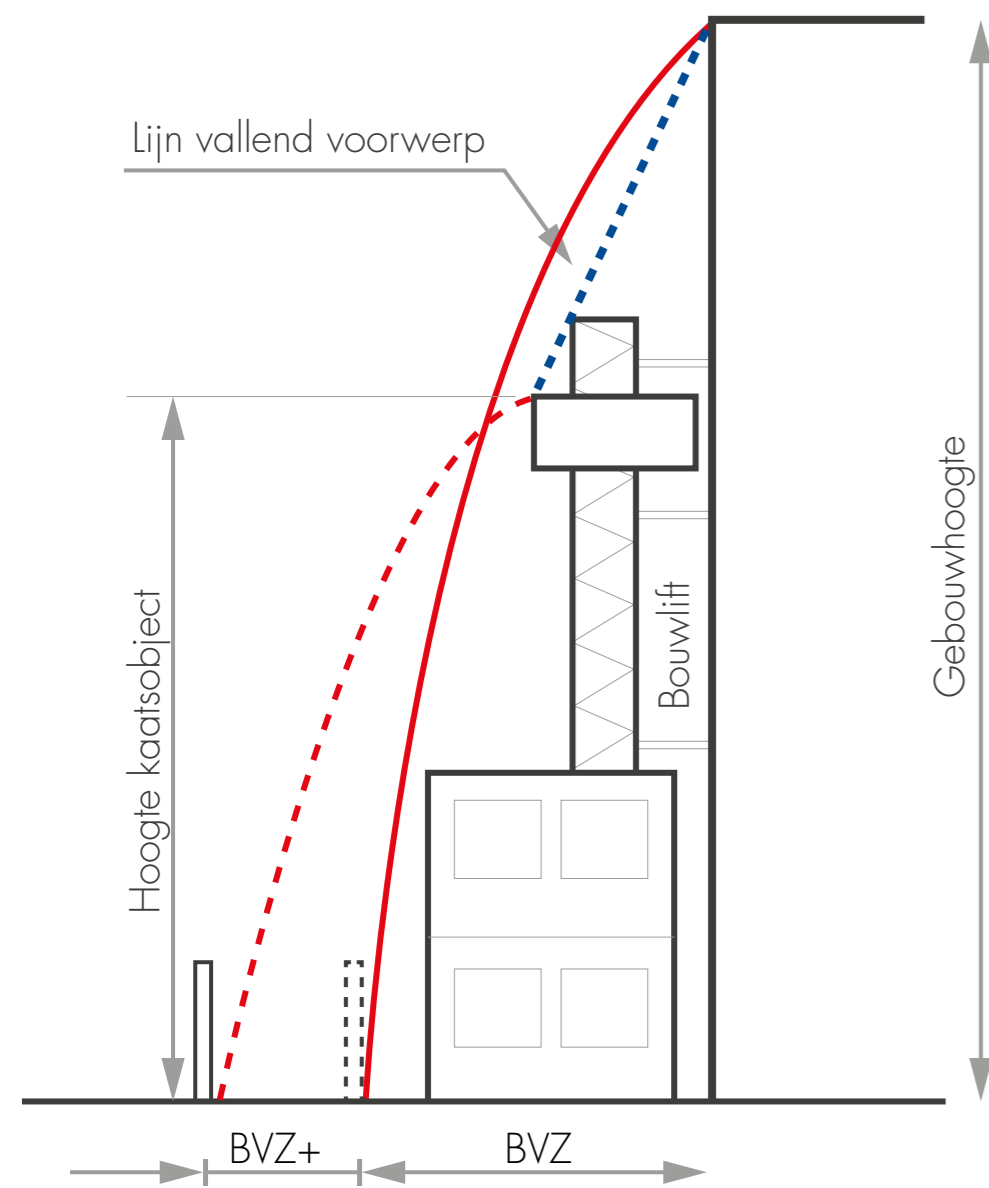 Lijn vallend voorwerp
Hoogte kaatsobject
Bouwlift
Gebouwhoogte
BVZ+
BVZ